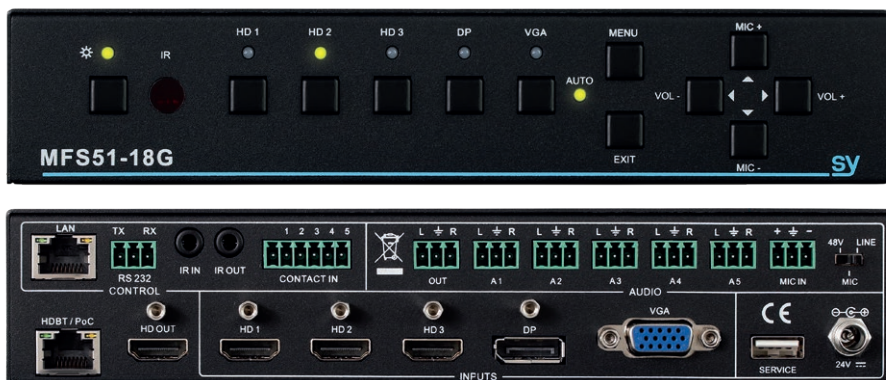 HD 1 HD 2 HD 3 DP VGA MENU MIC +
IR
AUTO
VOL - VOL +
EXIT MIC -
MFS51-18G
sy
LAN TX RX 1 2 3 4 5 L R L R L R L R L R L R + - 48V LINE
IR IN IR OUT
RS 232 CONTACT IN OUT A1 A2 A3 A4 A5 MIC IN MIC
CONTROL AUDIO
HDBT / PoC HD OUT HD 1 HD 2 HD 3 DP VGA CE
SERVICE 24V
INPUTS